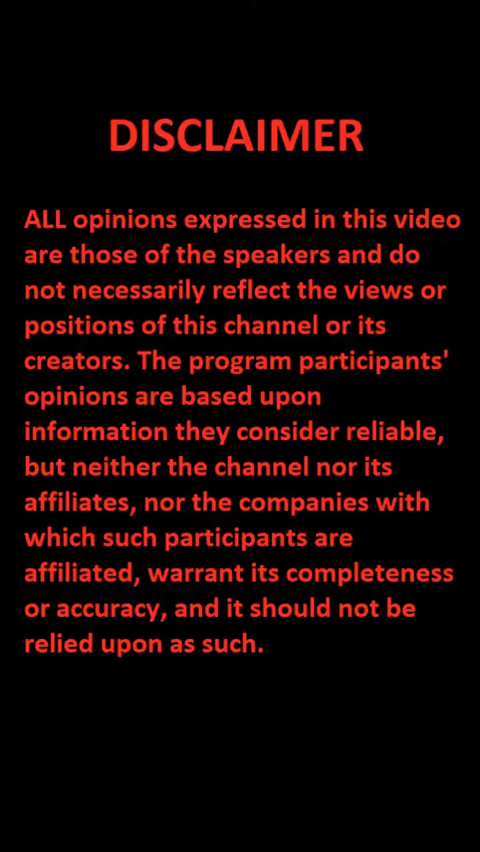 DISCLAIMER
ALL opinions expressed in this video
are those of the speakers and do
not necessarily reflect the views or
positions of this channel or its
creators. The program participants'
opinions are based upon
information they consider reliable,
but neither the channel nor its
affiliates, nor the companies with
which such participants are
affiliated, warrant its completeness
or accuracy, and it should not be
relied upon as such.